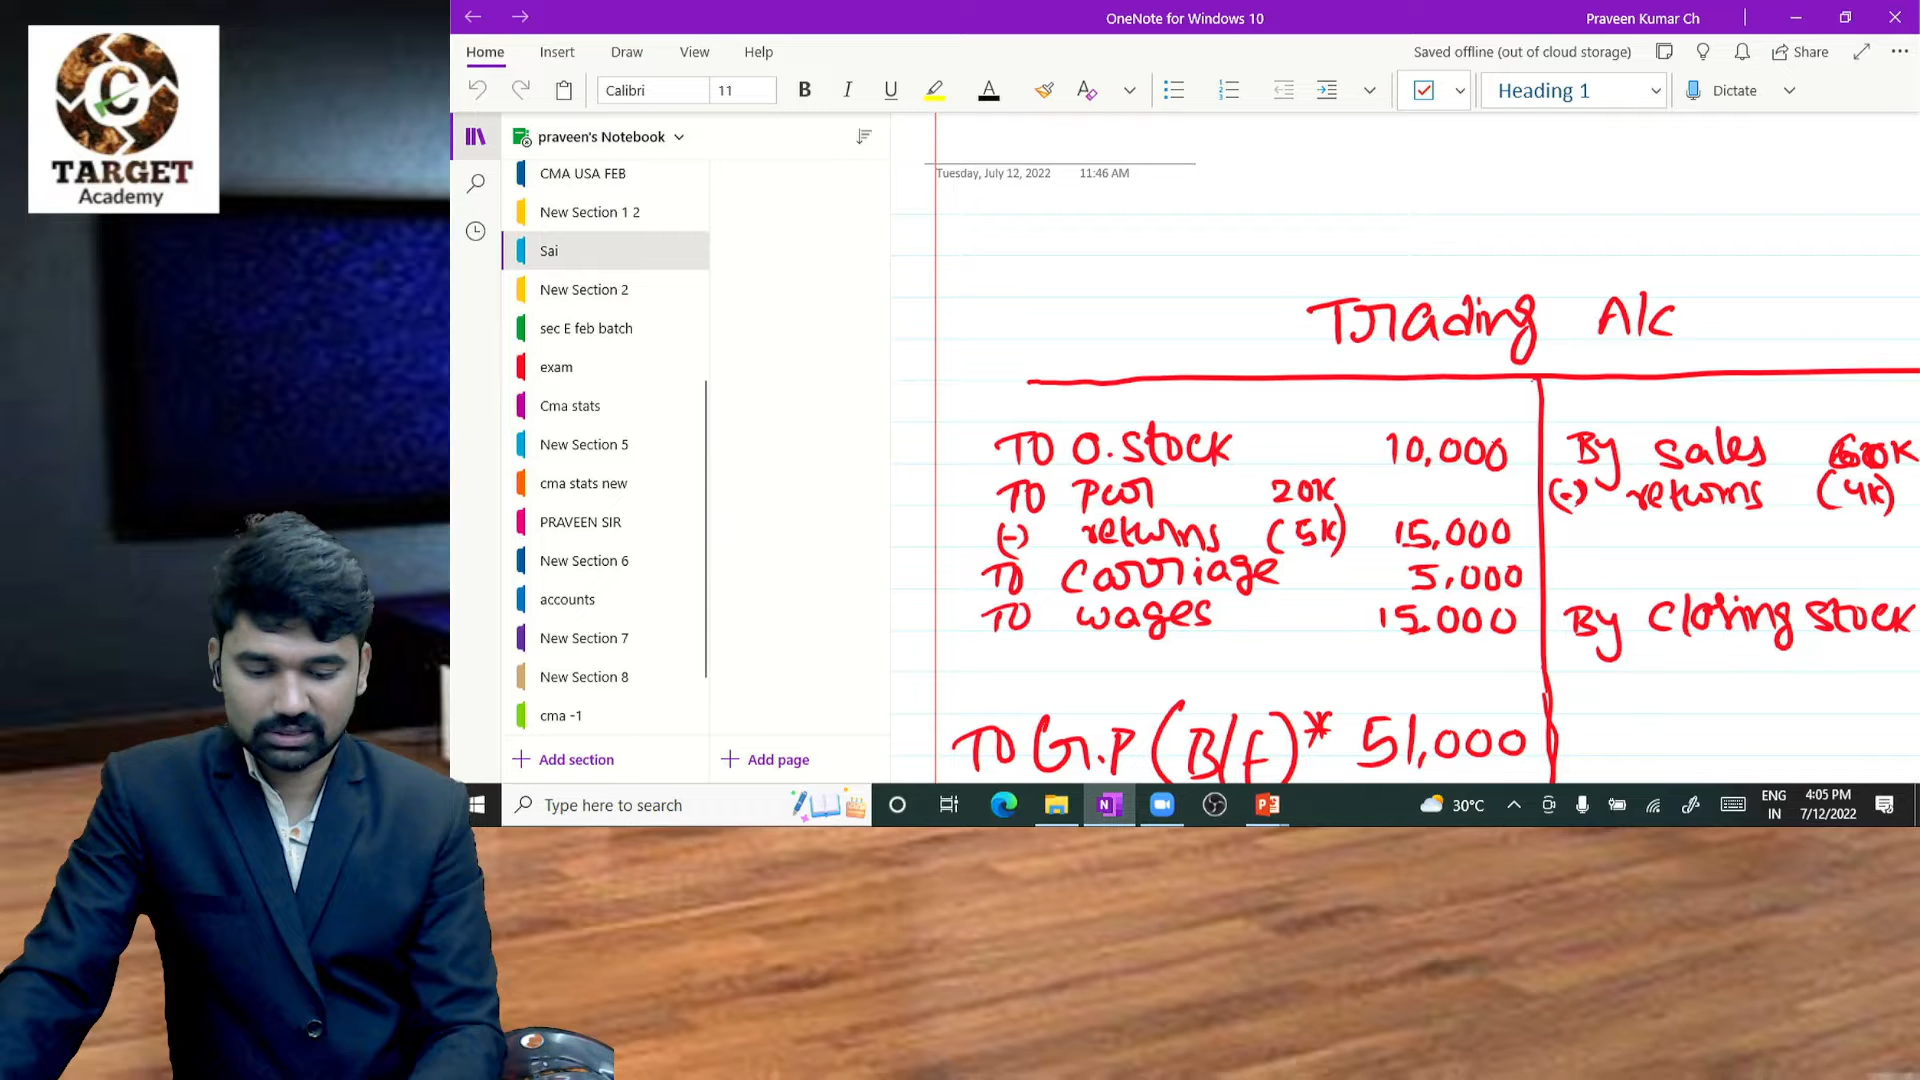 TARGET
Academy
OneNote for Windows 10
Praveen Kumar Ch
Home Insert Draw View Help
Saved offline (out of cloud storage)
Share
Calibri 11 B I U A
Heading 1
Dictate
praveen's Notebook
CMA USA FEB
New Section 1 2
Sai
New Section 2
sec E feb batch
exam
Cma stats
New Section 5
cma stats new
PRAVEEN SIR
New Section 6
accounts
New Section 7
New Section 8
cma -1
Add section
Add page
Tuesday, July 12, 2022 11:46 AM
Trading A/c
TO O.stock 10,000
TO Pur 20K
(-) returns (5K) 15,000
TO Carriage 5,000
TO wages 15,000
TO G.P (B/F)* 51,000
By sales
(-) returns (4K)
By Closing stock
Type here to search
30°C
ENG
IN
4:05 PM
7/12/2022